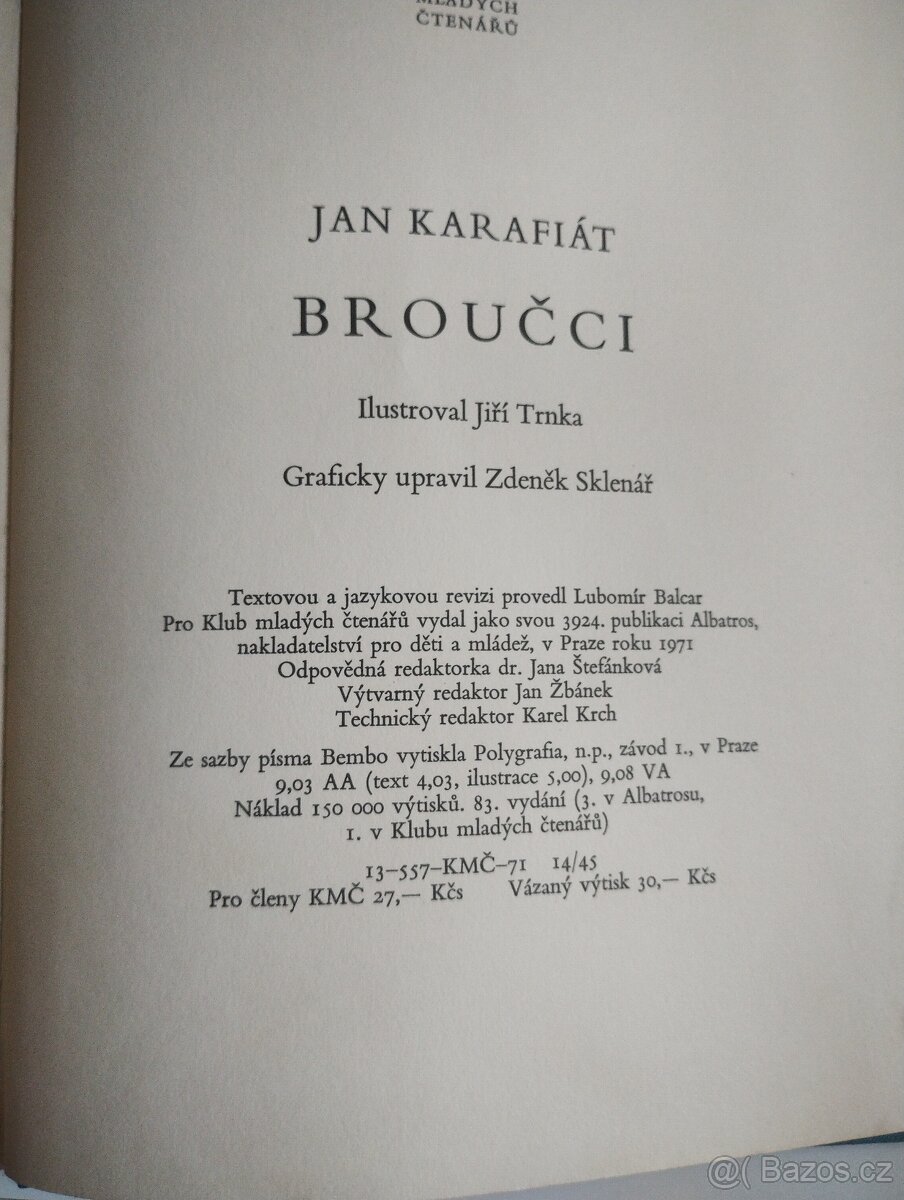 MLADÝCH
ČTENÁŘŮ
JAN KARAFIÁT
BROUČCI
Ilustroval Jiří Trnka
Graficky upravil Zdeněk Sklenář
Textovou a jazykovou revizi provedl Lubomír Balcar
Pro Klub mladých čtenářů vydal jako svou 3924. publikaci Albatros,
nakladatelství pro děti a mládež, v Praze roku 1971
Odpovědná redaktorka dr. Jana Štefánková
Výtvarný redaktor Jan Žbánek
Technický redaktor Karel Krch
Ze sazby písma Bembo vytiskla Polygrafia, n.p., závod 1., v Praze
9,03 AA (text 4,03, ilustrace 5,00), 9,08 VA
Náklad 150 000 výtisků. 83. vydání (3. v Albatrosu,
1. v Klubu mladých čtenářů)
13–557–KMČ–71 14/45
Pro členy KMČ 27,— Kčs Vázaný výtisk 30,— Kčs
@( Bazos.cz